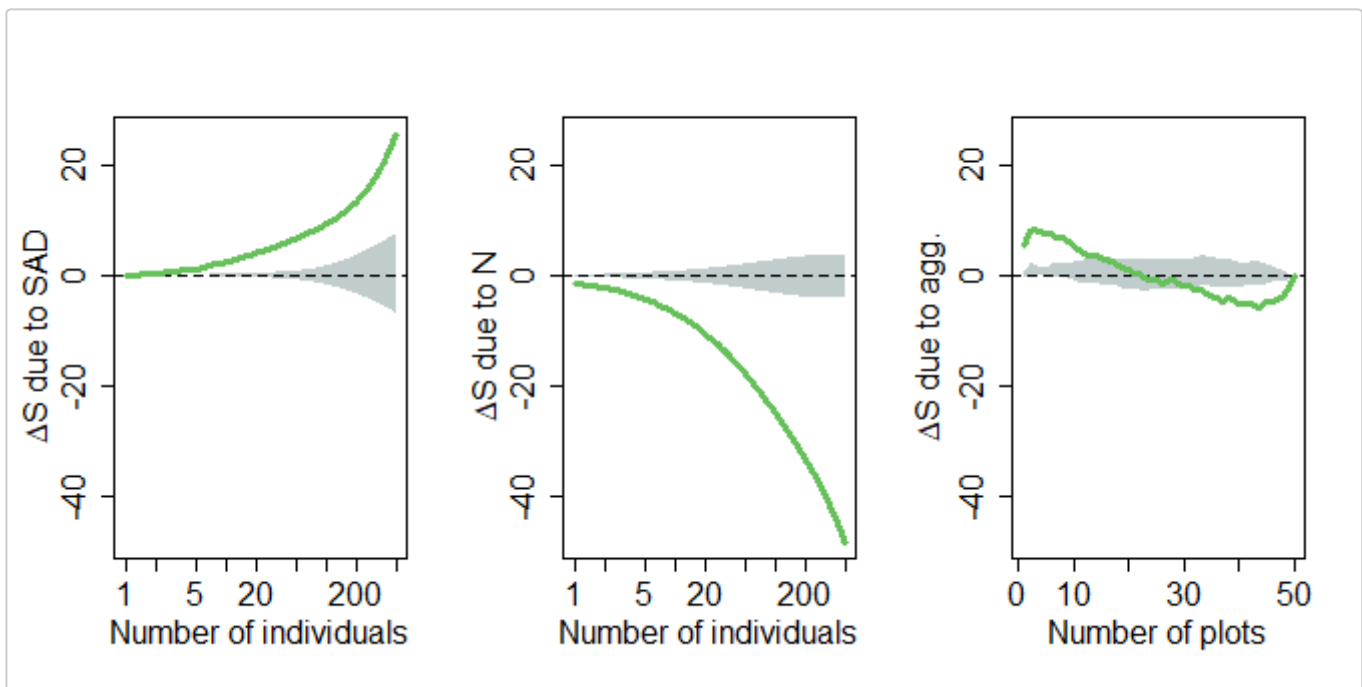 ΔS due to SAD
20
0
-20
-40
1 5 20 200
Number of individuals
ΔS due to N
20
0
-20
-40
1 5 20 200
Number of individuals
ΔS due to agg.
20
0
-20
-40
0 10 30 50
Number of plots